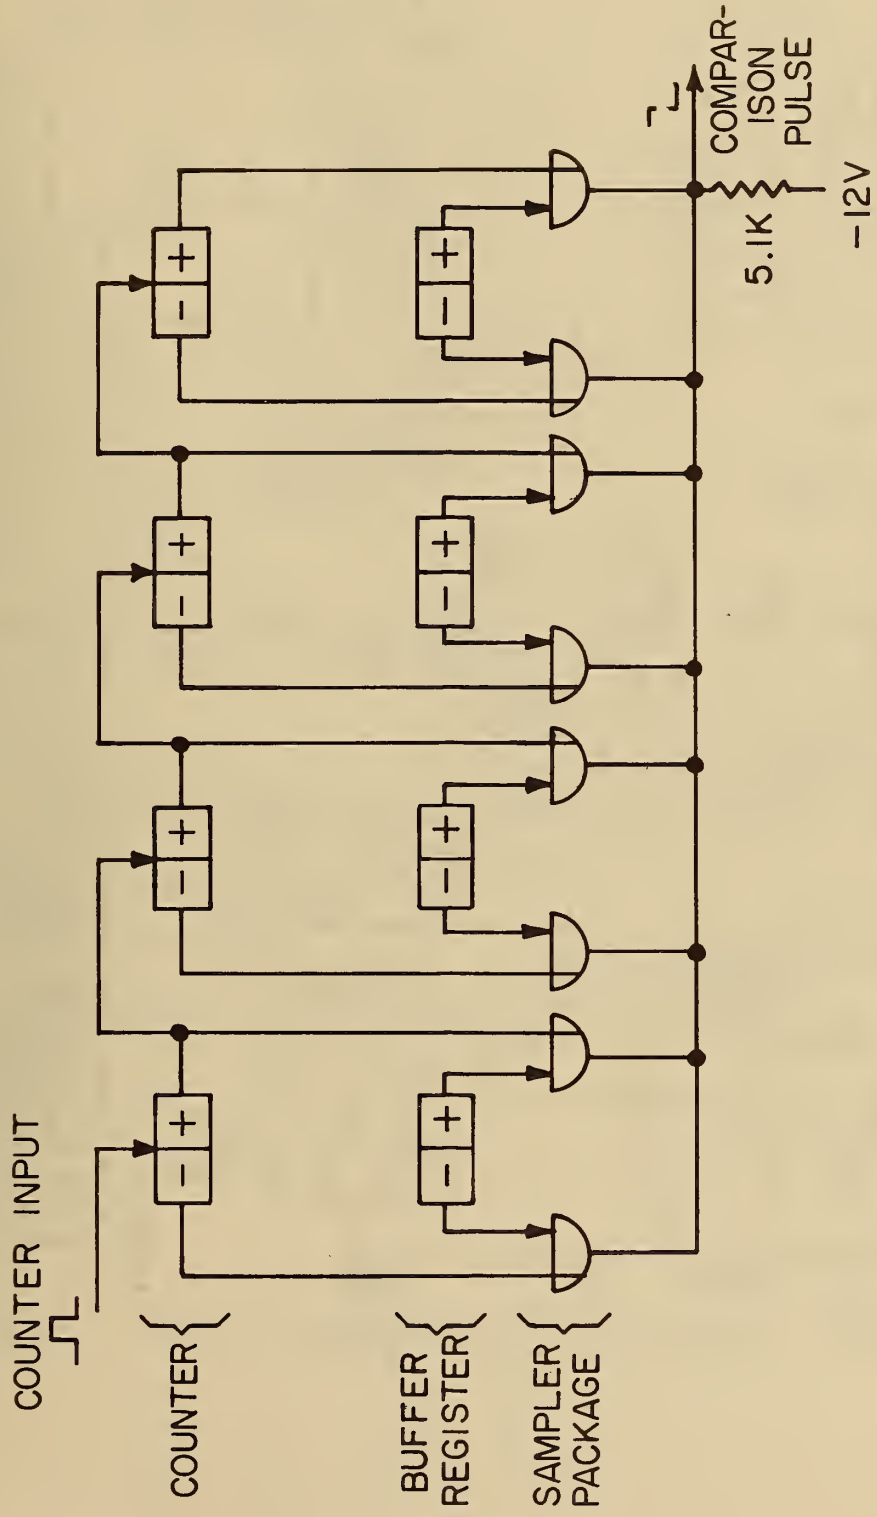 COUNTER INPUT
COUNTER
- +
- +
- +
- +
BUFFER
REGISTER
- +
- +
- +
- +
SAMPLER
PACKAGE
COMPAR-
ISON
PULSE
5.1K
-12V